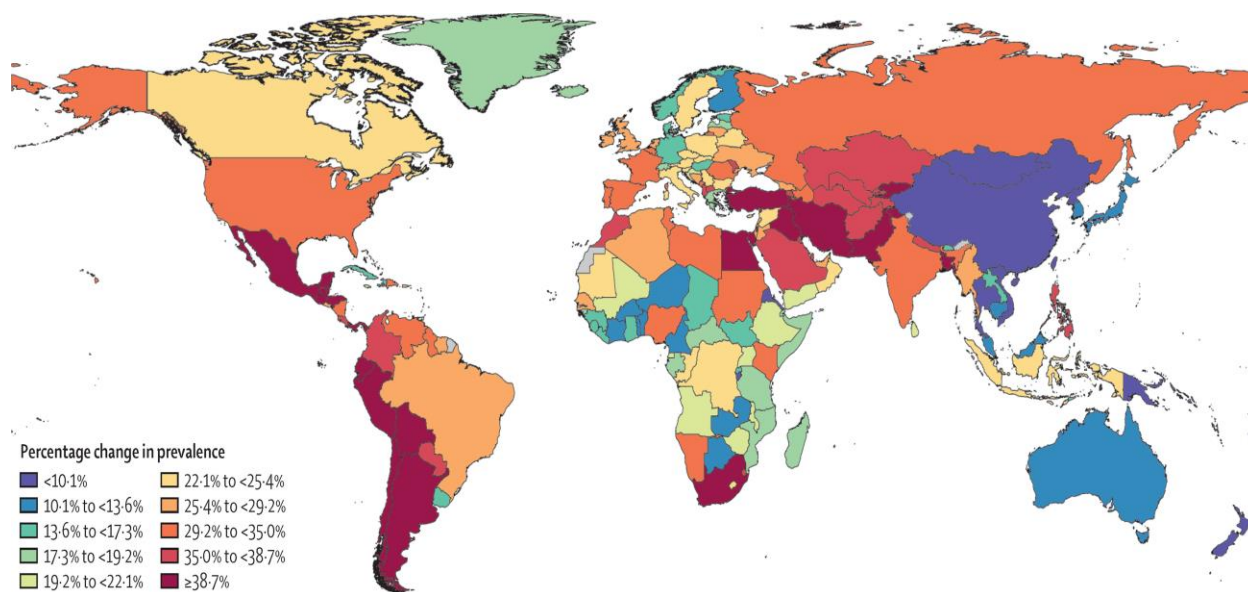 Percentage change in prevalence
<10·1%
10·1% to <13·6%
13·6% to <17·3%
17·3% to <19·2%
19·2% to <22·1%
22·1% to <25·4%
25·4% to <29·2%
29·2% to <35·0%
35·0% to <38·7%
≥38·7%